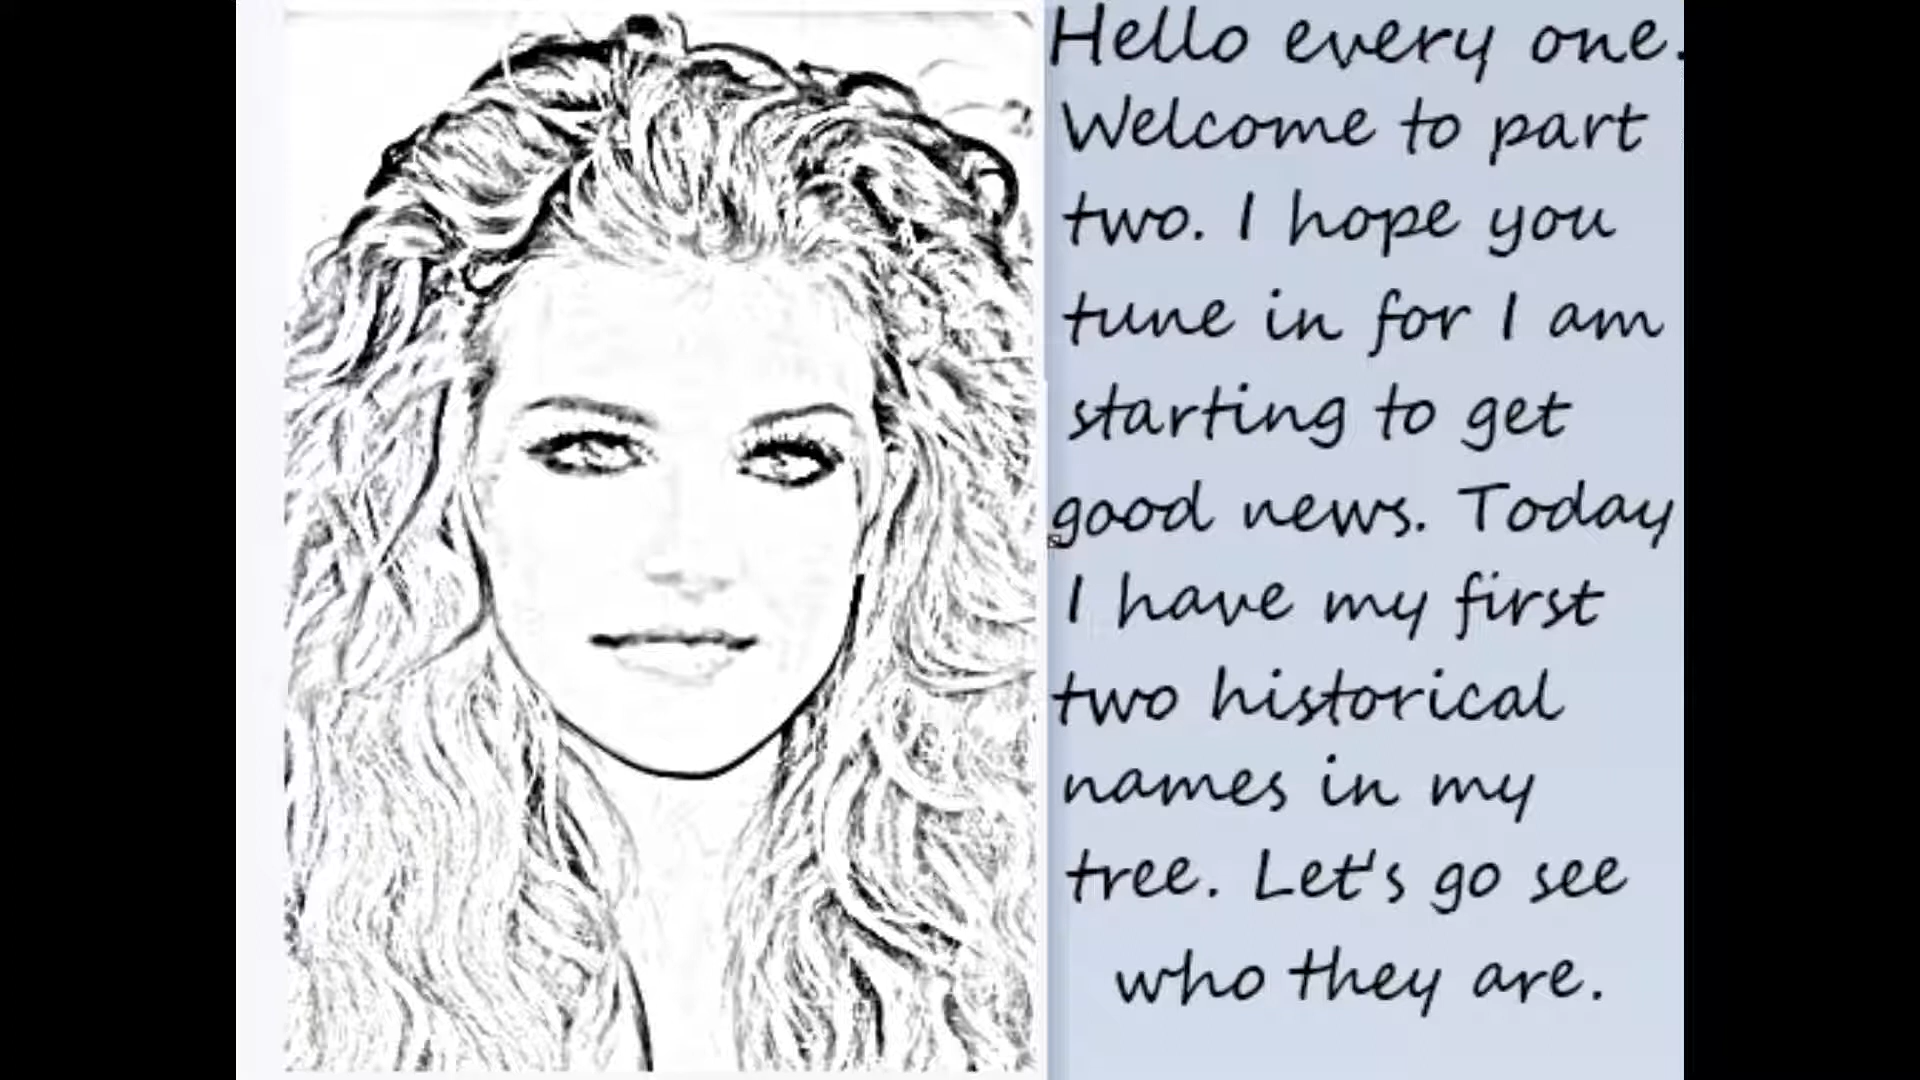 Hello every one.
Welcome to part
two. I hope you
tune in for I am
starting to get
good news. Today
I have my first
two historical
names in my
tree. Let's go see
who they are.